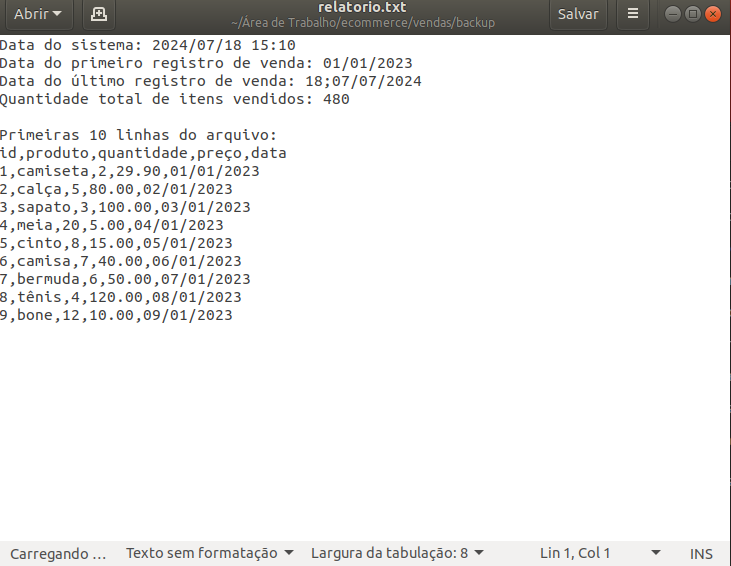 Abrir
relatorio.txt
~/Área de Trabalho/ecommerce/vendas/backup
Salvar
Data do sistema: 2024/07/18 15:10
Data do primeiro registro de venda: 01/01/2023
Data do último registro de venda: 18;07/07/2024
Quantidade total de itens vendidos: 480
Primeiras 10 linhas do arquivo:
id,produto,quantidade,preço,data
1,camiseta,2,29.90,01/01/2023
2,calça,5,80.00,02/01/2023
3,sapato,3,100.00,03/01/2023
4,meia,20,5.00,04/01/2023
5,cinto,8,15.00,05/01/2023
6,camisa,7,40.00,06/01/2023
7,bermuda,6,50.00,07/01/2023
8,tênis,4,120.00,08/01/2023
9,bone,12,10.00,09/01/2023
Carregando … Texto sem formatação Largura da tabulação: 8 Lin 1, Col 1 INS